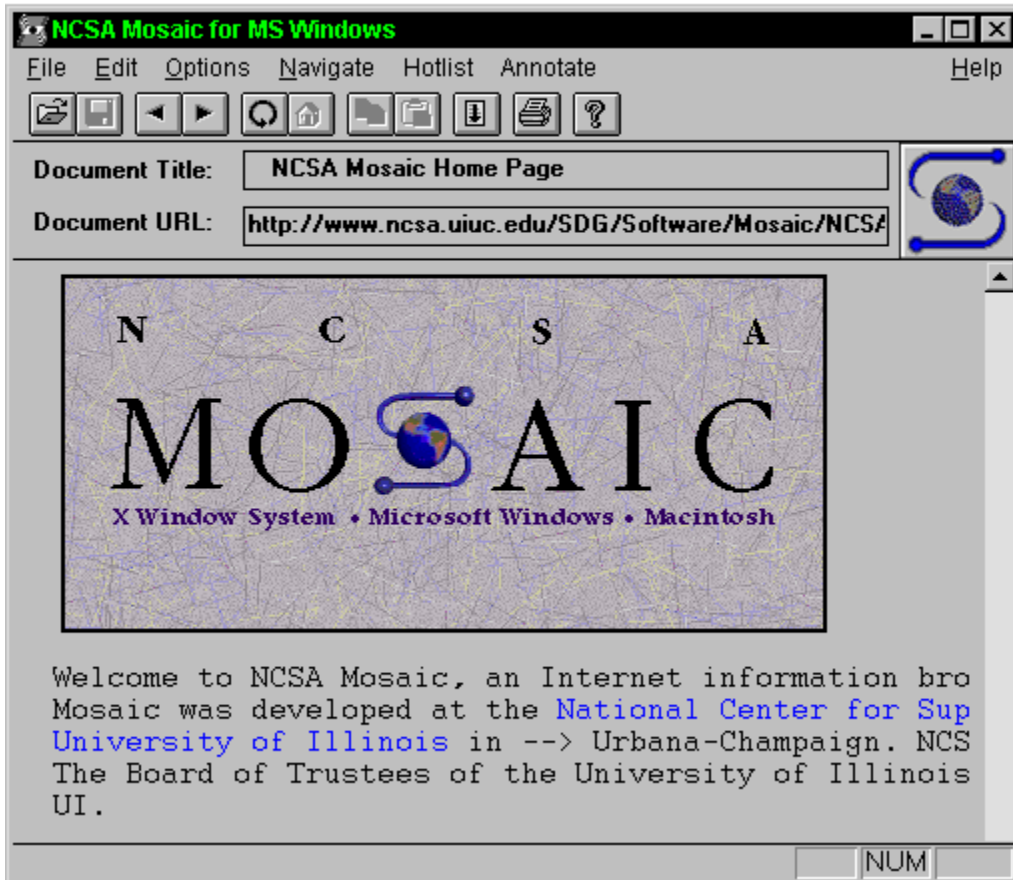 NCSA Mosaic for MS Windows
File Edit Options Navigate Hotlist Annotate Help
Document Title: NCSA Mosaic Home Page
Document URL: http://www.ncsa.uiuc.edu/SDG/Software/Mosaic/NCSA
N C S A
MOSAIC
X Window System • Microsoft Windows • Macintosh
Welcome to NCSA Mosaic, an Internet information bro
Mosaic was developed at the National Center for Sup
University of Illinois in --> Urbana-Champaign. NCS
The Board of Trustees of the University of Illinois
UI.
NUM